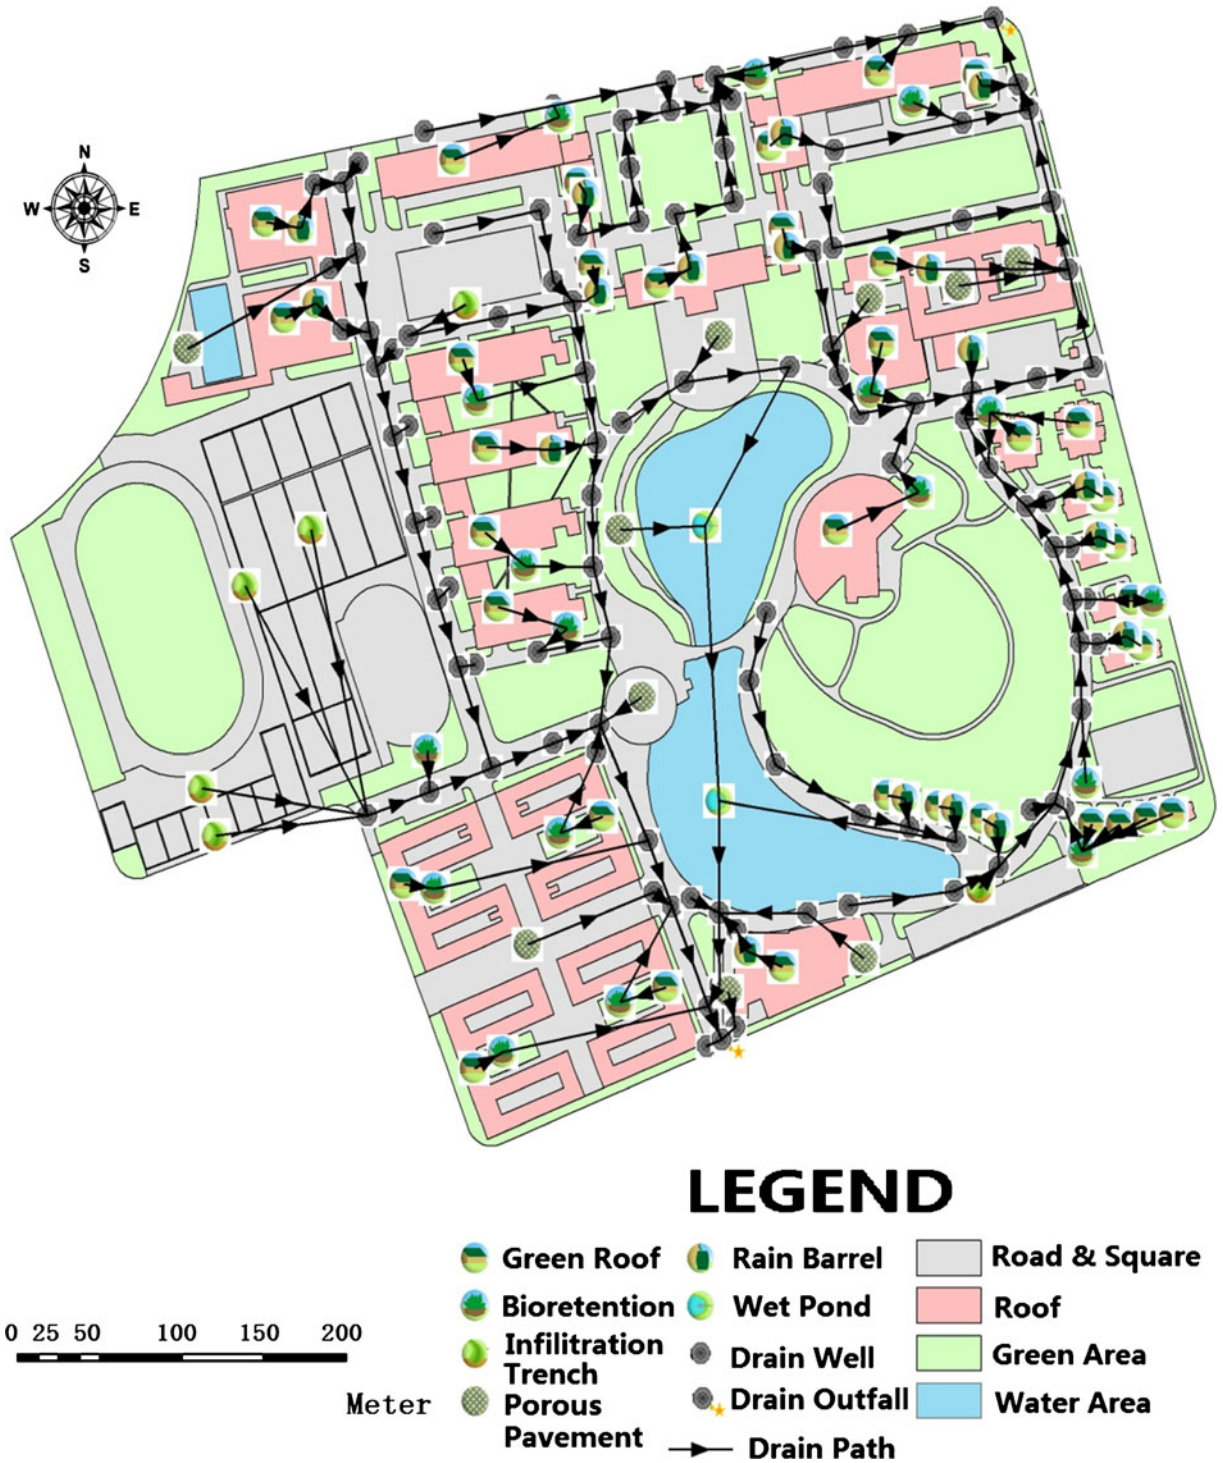 N
W E
S
LEGEND
Green Roof Rain Barrel Road & Square
Bioretention Wet Pond Roof
Infilitration
Trench Drain Well Green Area
Porous
Pavement Drain Outfall Water Area
Drain Path
0 25 50 100 150 200
Meter